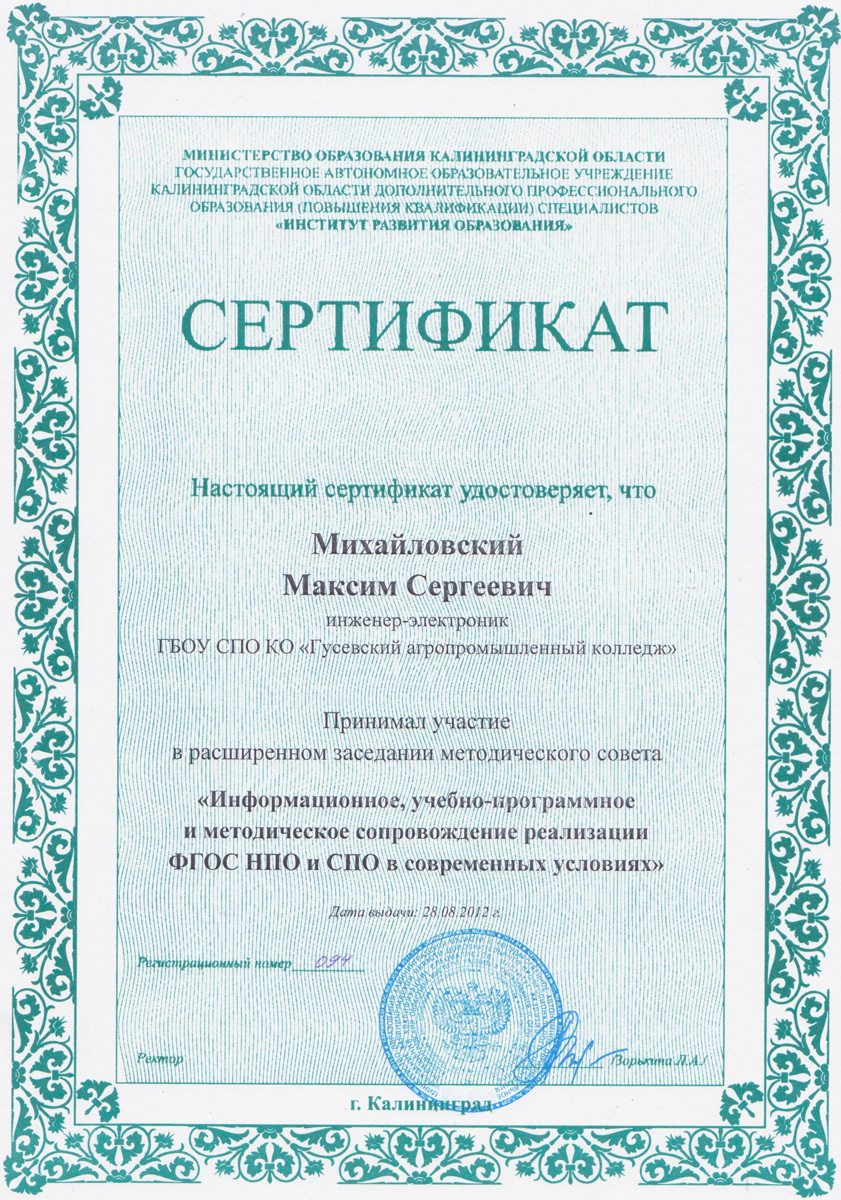 МИНИСТЕРСТВО ОБРАЗОВАНИЯ КАЛИНИНГРАДСКОЙ ОБЛАСТИ
ГОСУДАРСТВЕННОЕ АВТОНОМНОЕ ОБРАЗОВАТЕЛЬНОЕ УЧРЕЖДЕНИЕ
КАЛИНИНГРАДСКОЙ ОБЛАСТИ ДОПОЛНИТЕЛЬНОГО ПРОФЕССИОНАЛЬНОГО
ОБРАЗОВАНИЯ (ПОВЫШЕНИЯ КВАЛИФИКАЦИИ) СПЕЦИАЛИСТОВ
«ИНСТИТУТ РАЗВИТИЯ ОБРАЗОВАНИЯ»
СЕРТИФИКАТ
Настоящий сертификат удостоверяет, что
Михайловский
Максим Сергеевич
инженер-электроник
ГБОУ СПО КО «Гусевский агропромышленный колледж»
Принимал участие
в расширенном заседании методического совета
«Информационное, учебно-программное
и методическое сопровождение реализации
ФГОС НПО и СПО в современных условиях»
Дата выдачи: 28.08.2012 г.
Регистрационный номер 094
Ректор /Зорькина Л.А./
г. Калининград